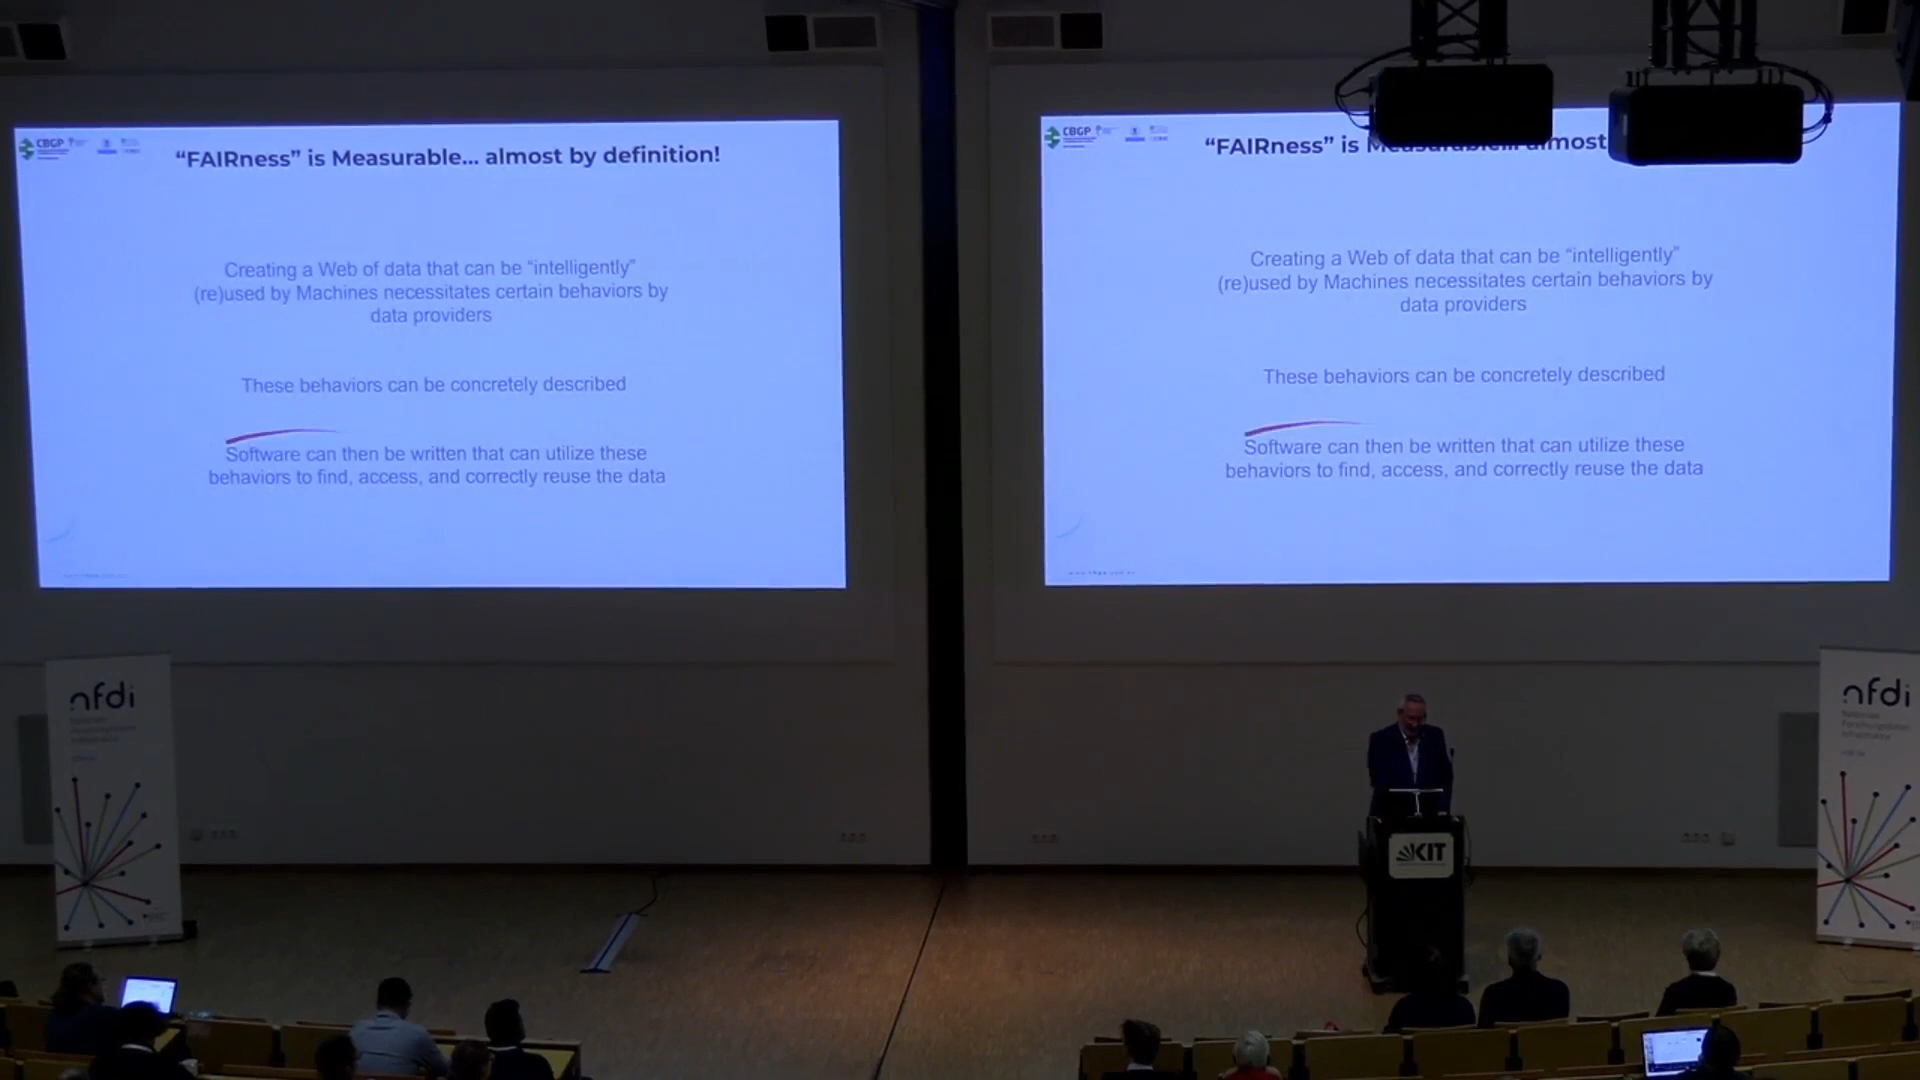 CBGP
“FAIRness” is Measurable... almost by definition!
Creating a Web of data that can be “intelligently”
(re)used by Machines necessitates certain behaviors by
data providers
These behaviors can be concretely described
Software can then be written that can utilize these
behaviors to find, access, and correctly reuse the data
CBGP
“FAIRness” is Measurable... almost
Creating a Web of data that can be “intelligently”
(re)used by Machines necessitates certain behaviors by
data providers
These behaviors can be concretely described
Software can then be written that can utilize these
behaviors to find, access, and correctly reuse the data
nfdi
nfdi
KIT